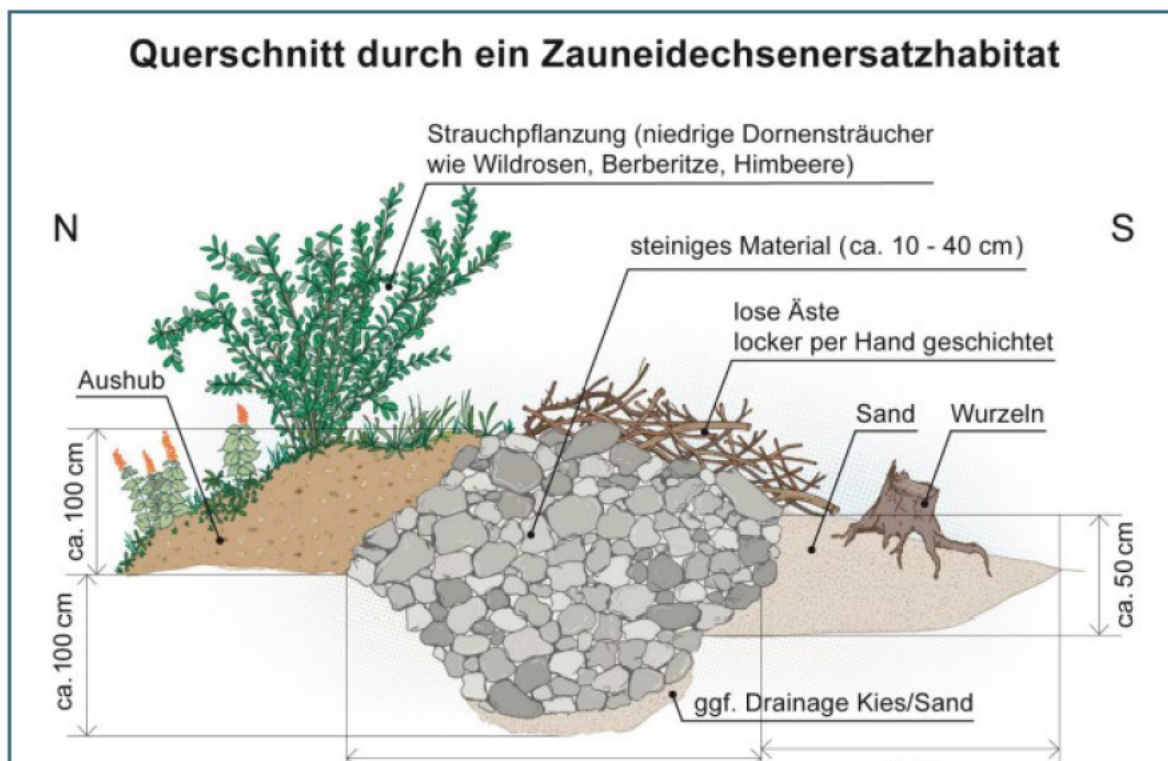 Querschnitt durch ein Zauneidechsenersatzhabitat
Strauchpflanzung (niedrige Dornensträucher
wie Wildrosen, Berberitze, Himbeere)
N
S
steiniges Material (ca. 10 - 40 cm)
lose Äste
locker per Hand geschichtet
Aushub
Sand
Wurzeln
ca. 100 cm
ca. 50 cm
ca. 100 cm
ggf. Drainage Kies/Sand